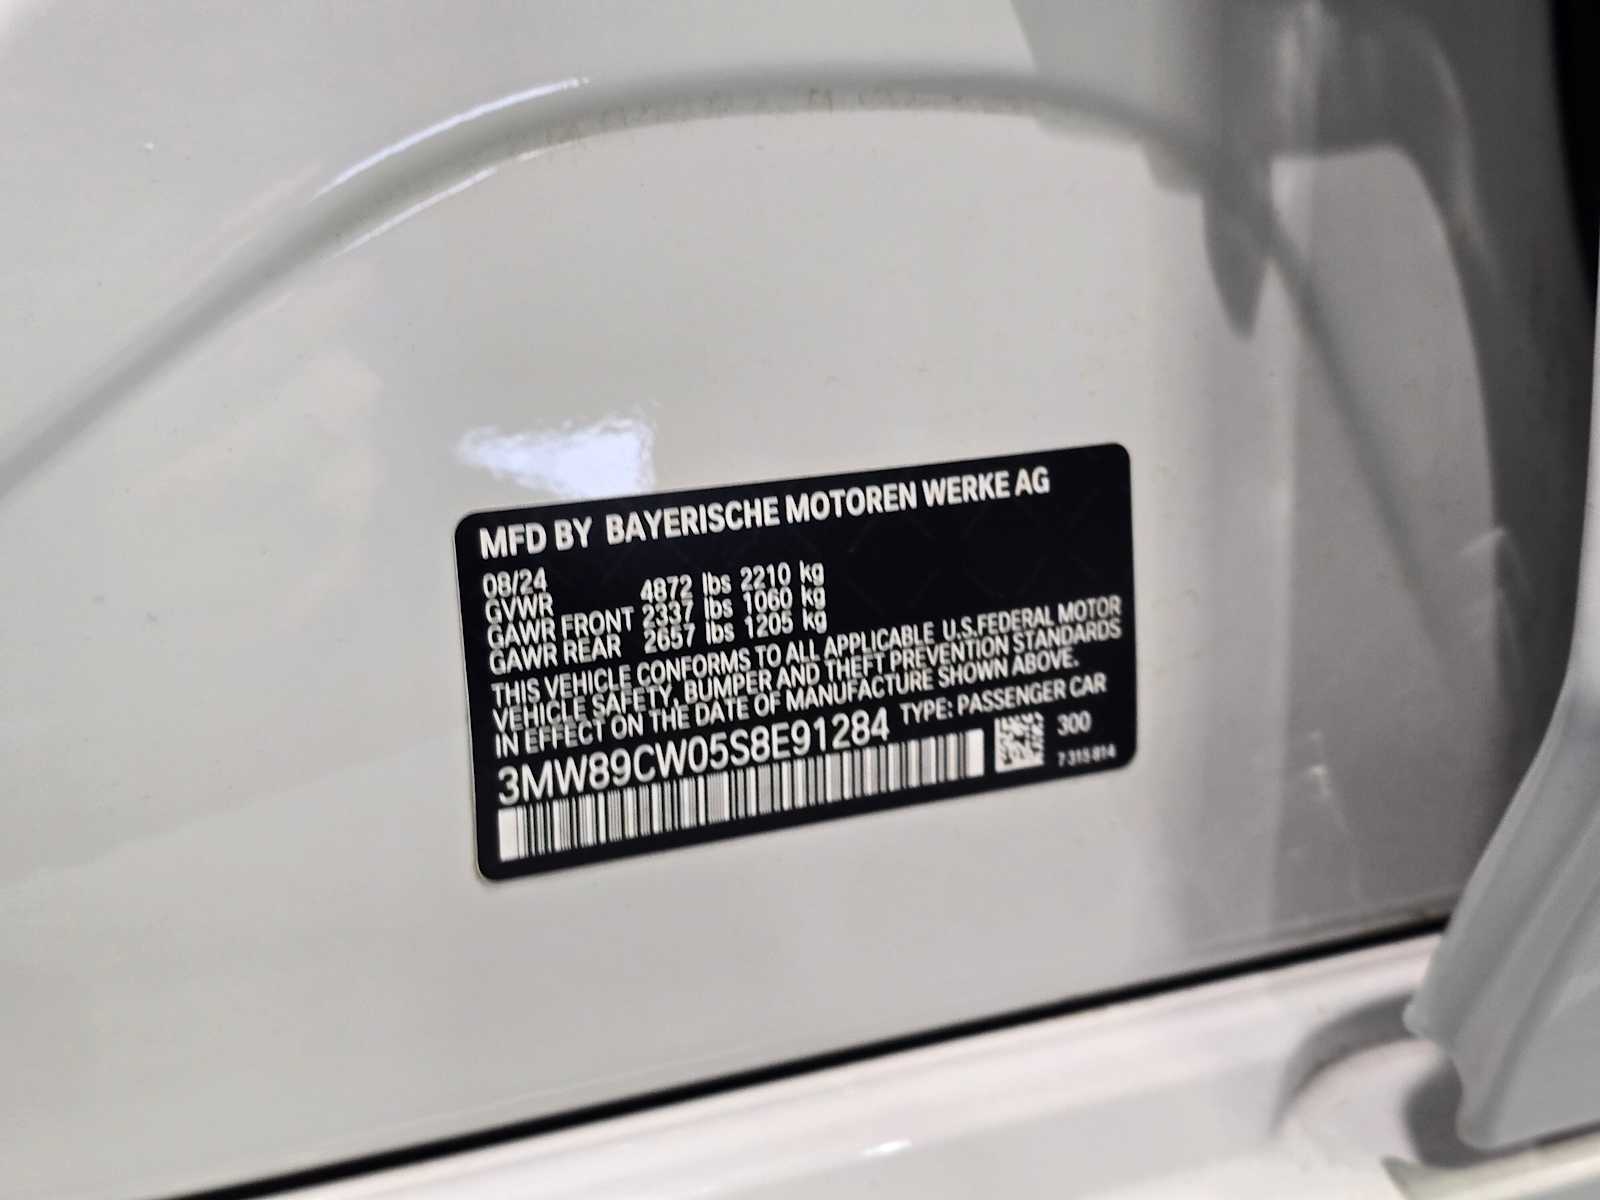 MFD BY BAYERISCHE MOTOREN WERKE AG
08/24
GVWR 4872 lbs 2210 kg
GAWR FRONT 2337 lbs 1060 kg
GAWR REAR 2657 lbs 1205 kg
THIS VEHICLE CONFORMS TO ALL APPLICABLE U.S.FEDERAL MOTOR
VEHICLE SAFETY, BUMPER AND THEFT PREVENTION STANDARDS
IN EFFECT ON THE DATE OF MANUFACTURE SHOWN ABOVE.
3MW89CW05S8E91284 TYPE: PASSENGER CAR
300
7 315 814